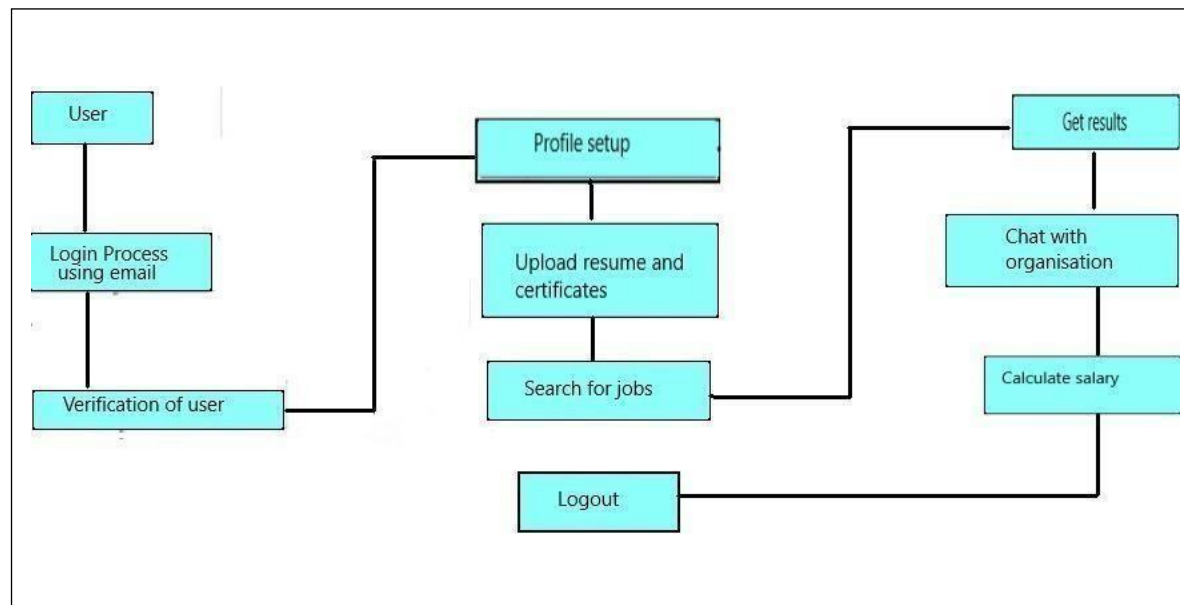 User
Login Process
using email
Verification of user
Profile setup
Upload resume and
certificates
Search for jobs
Get results
Chat with
organisation
Calculate salary
Logout